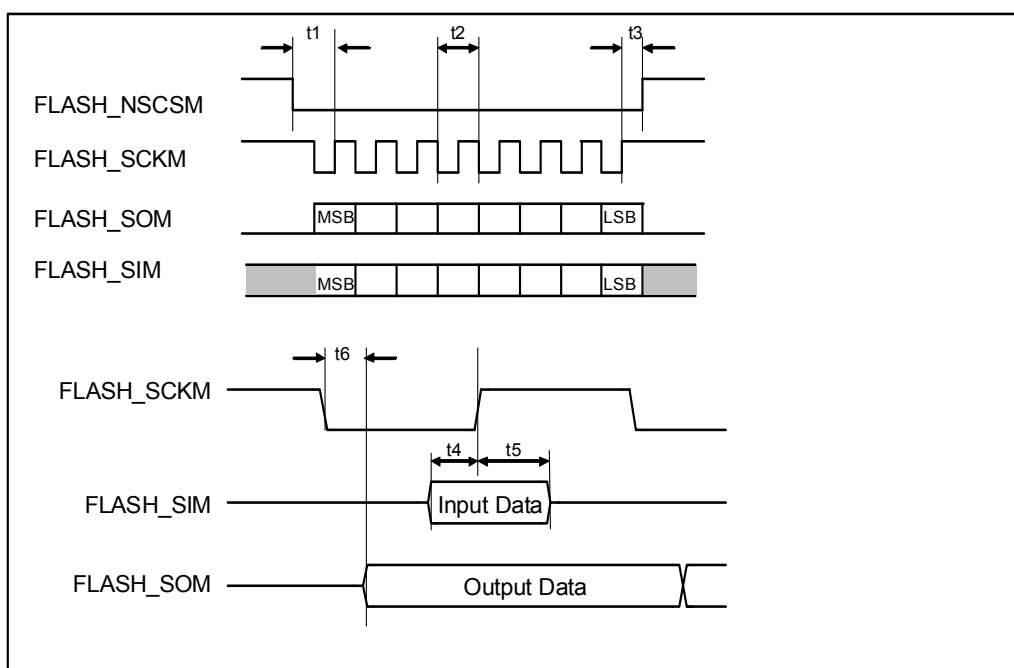 t1 t2 t3
FLASH_NSCSM
FLASH_SCKM
FLASH_SOM MSB LSB
FLASH_SIM MSB LSB
t6
FLASH_SCKM
t4 t5
FLASH_SIM Input Data
FLASH_SOM Output Data